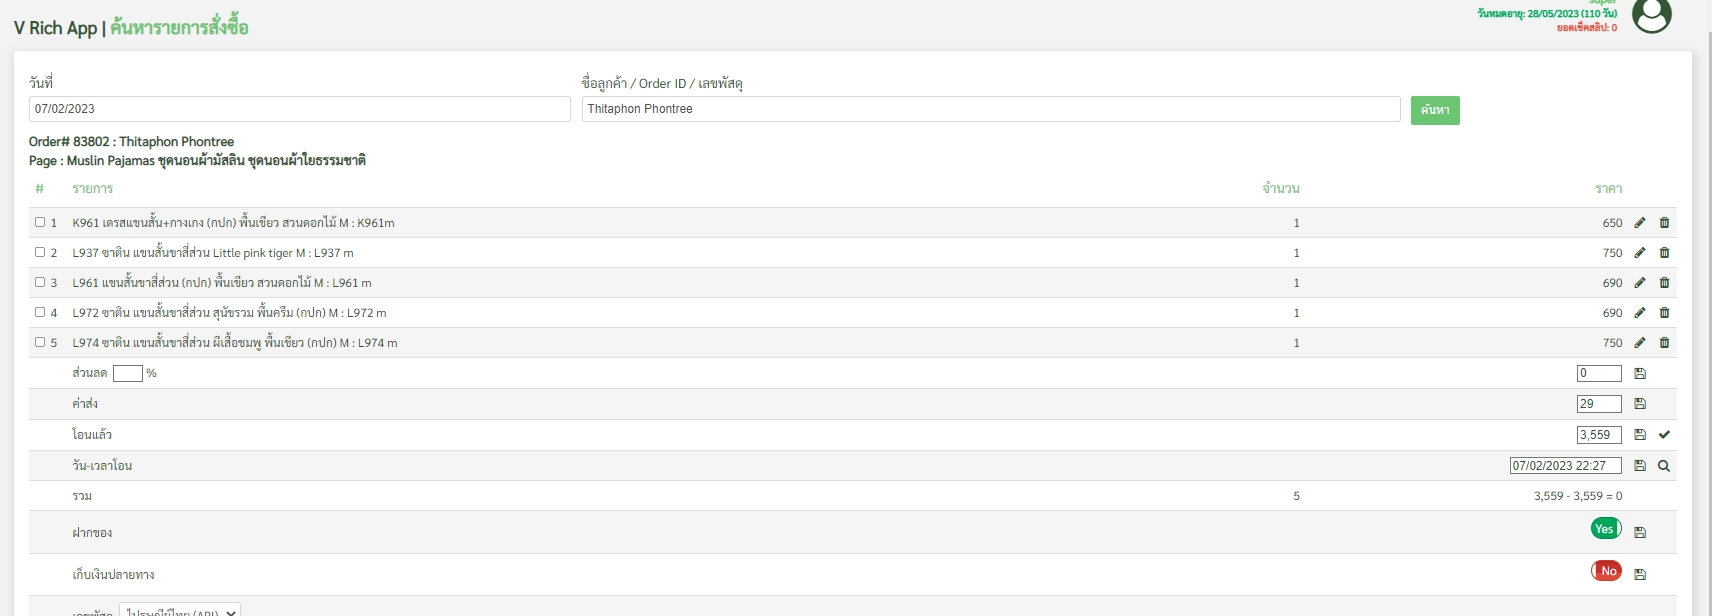 super
V Rich App | ค้นหารายการสั่งซื้อ
วันหมดอายุ: 28/05/2023 (110 วัน)
ยอดเช็คสลิป: 0
วันที่
ชื่อลูกค้า / Order ID / เลขพัสดุ
07/02/2023
Thitaphon Phontree
ค้นหา
Order# 83802 : Thitaphon Phontree
Page : Muslin Pajamas ชุดนอนผ้ามัสลิน ชุดนอนผ้าใยธรรมชาติ
# รายการ จำนวน ราคา
1 K961 เดรสแขนสั้น+กางเกง (กปก) พื้นเขียว สวนดอกไม้ M : K961m 1 650
2 L937 ซาติน แขนสั้นขาสี่ส่วน Little pink tiger M : L937 m 1 750
3 L961 แขนสั้นขาสี่ส่วน (กปก) พื้นเขียว สวนดอกไม้ M : L961 m 1 690
4 L972 ซาติน แขนสั้นขาสี่ส่วน สุนัขรวม พื้นครีม (กปก) M : L972 m 1 690
5 L974 ซาติน แขนสั้นขาสี่ส่วน ผีเสื้อชมพู พื้นเขียว (กปก) M : L974 m 1 750
ส่วนลด % 0
ค่าส่ง 29
โอนแล้ว 3,559
วัน-เวลาโอน 07/02/2023 22:27
รวม 5 3,559 - 3,559 = 0
ฝากของ Yes
เก็บเงินปลายทาง No
เลขพัสดุ ไปรษณีย์ไทย (API)